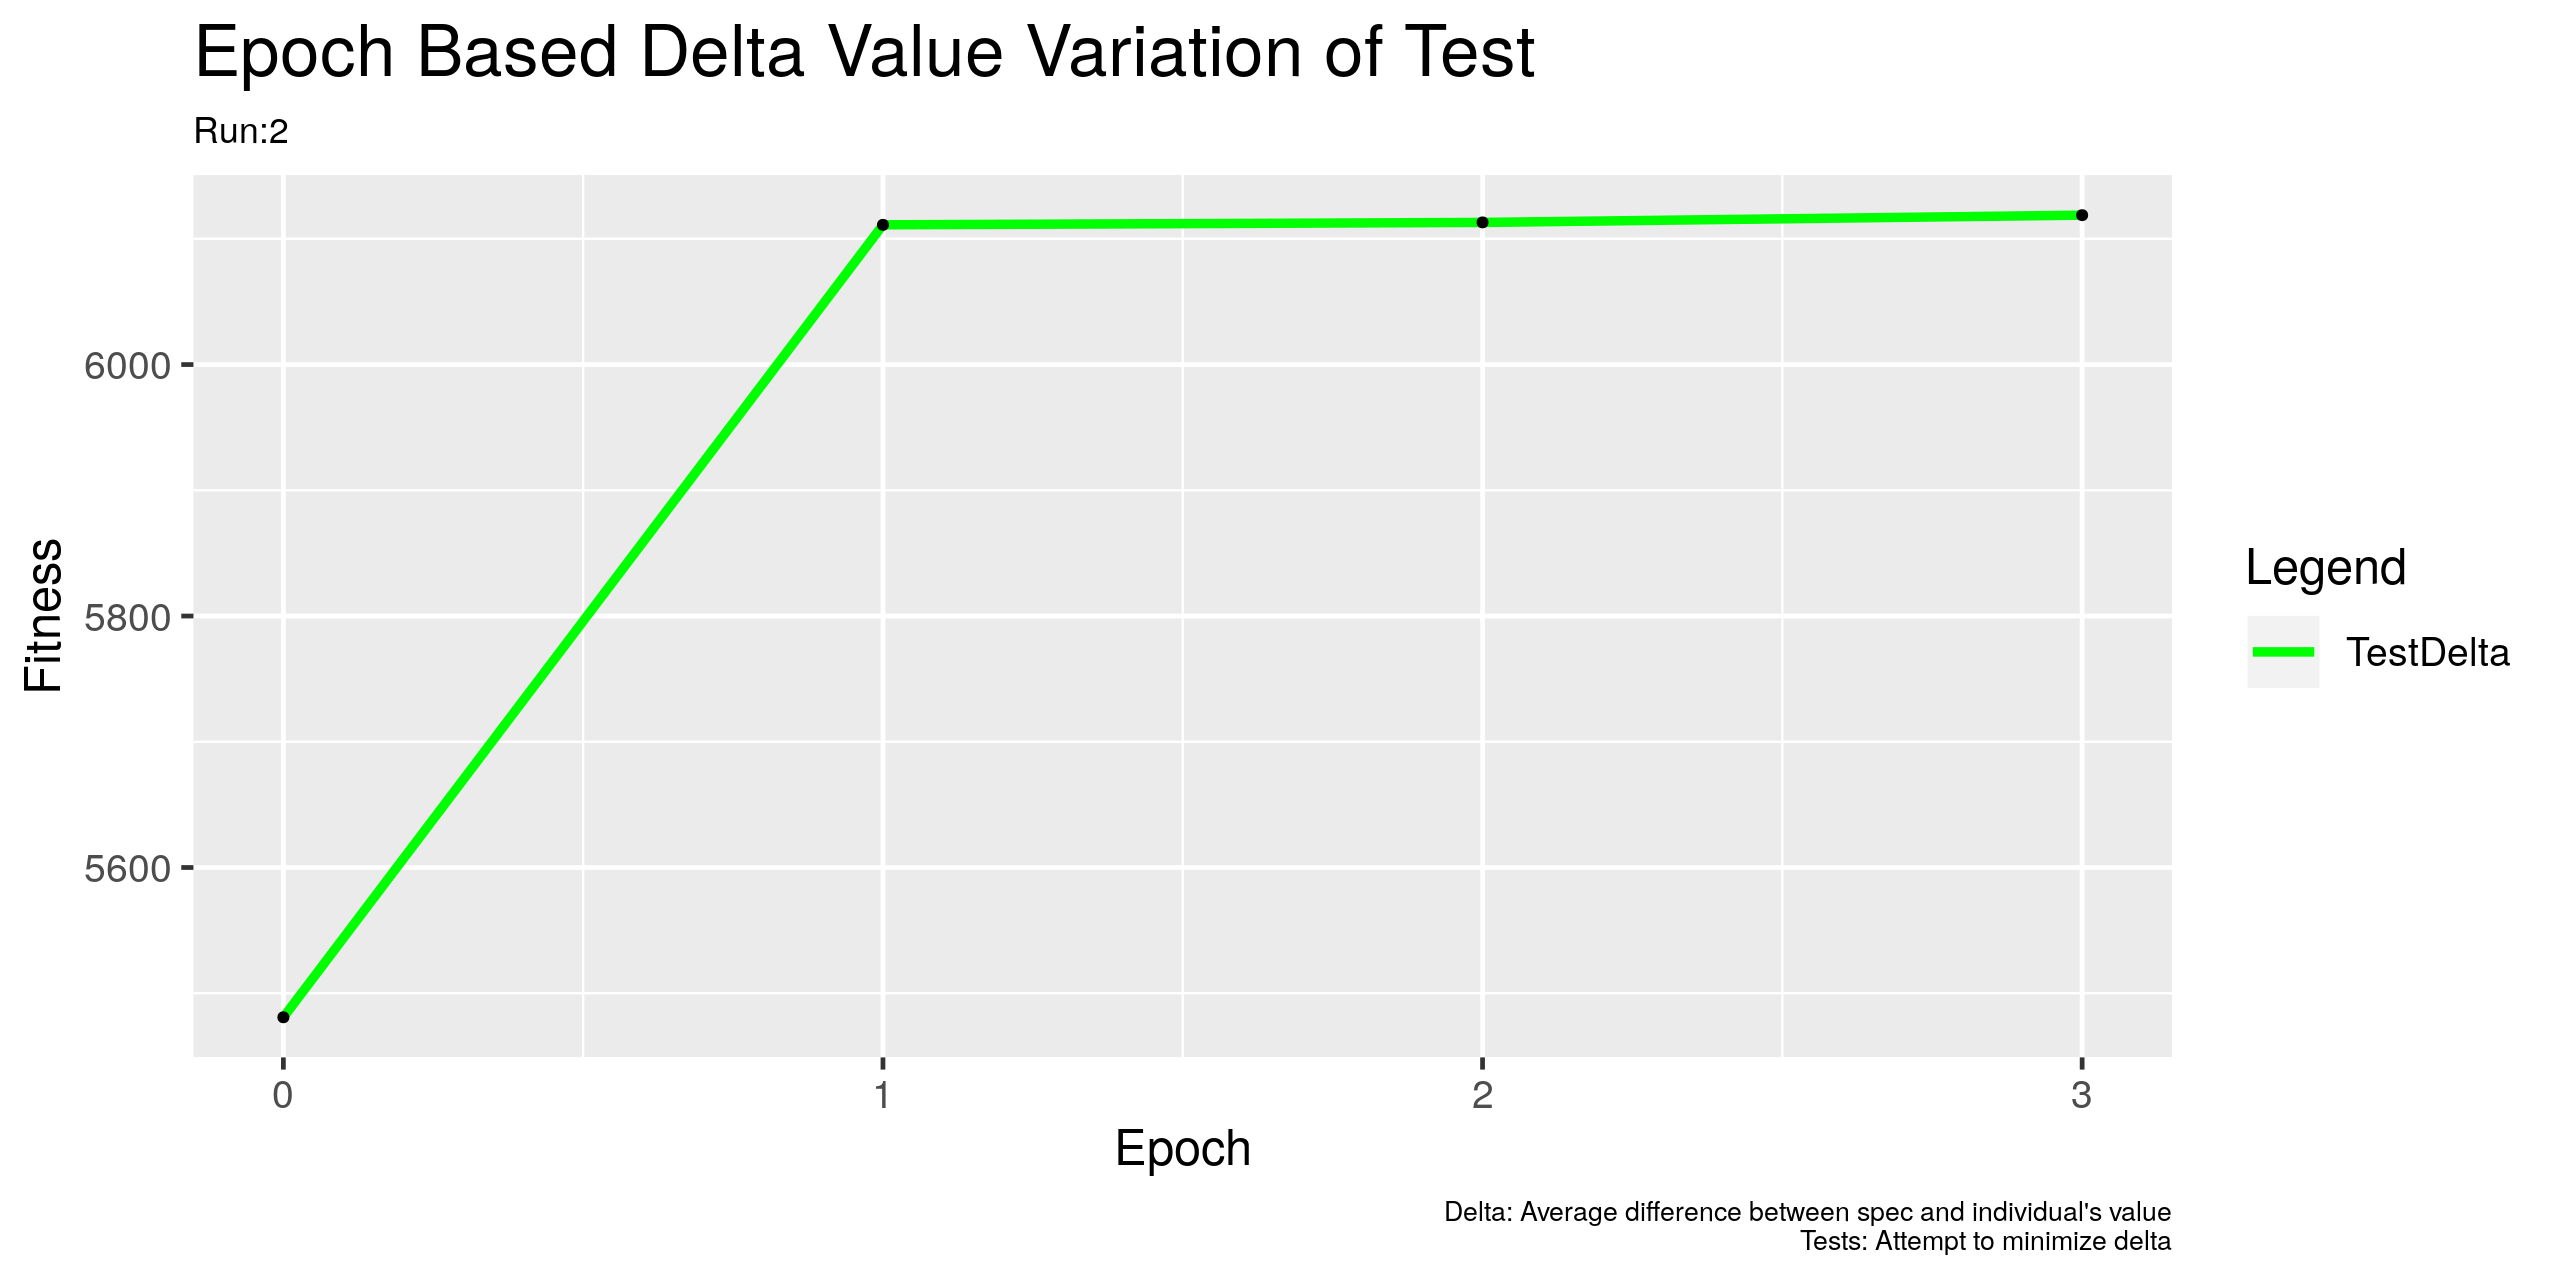 Epoch Based Delta Value Variation of Test
Run:2
Fitness
6000
5800
5600
0 1 2 3
Epoch
Legend
TestDelta
Delta: Average difference between spec and individual's value
Tests: Attempt to minimize delta